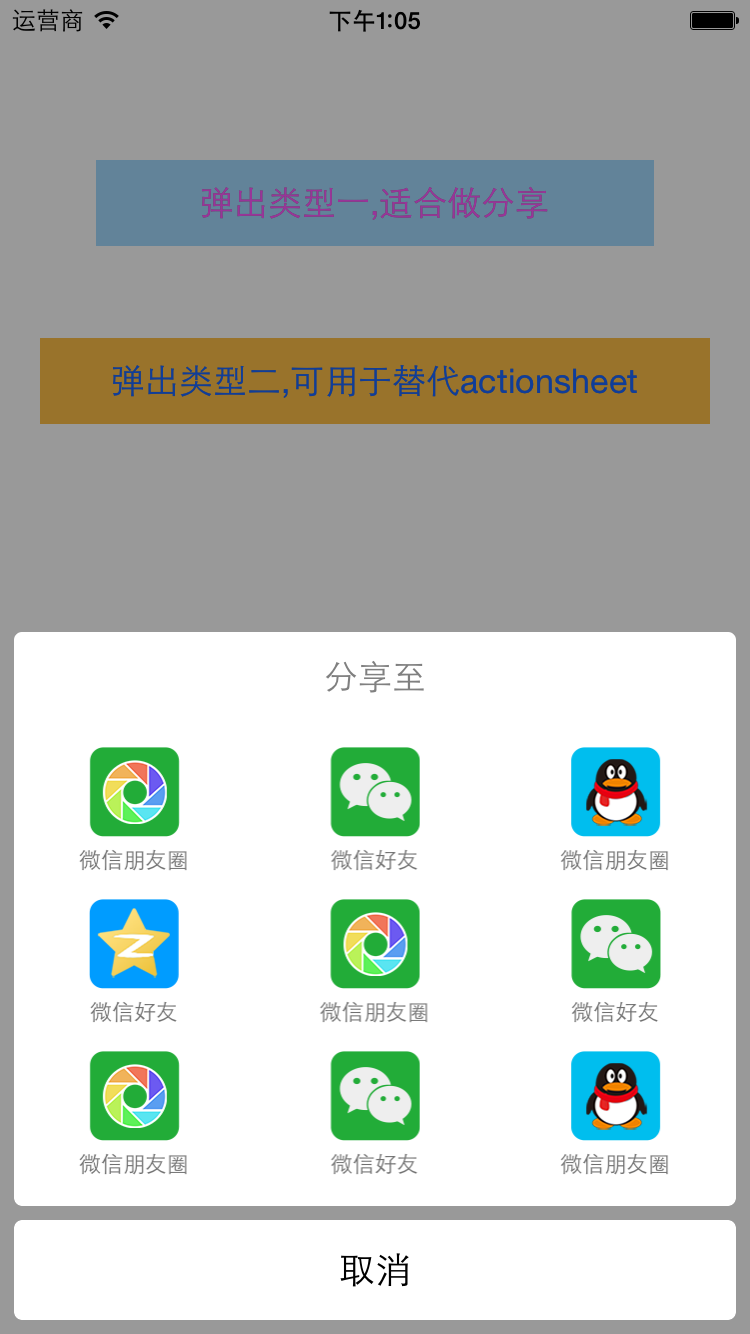 运营商
下午1:05
弹出类型一,适合做分享
弹出类型二,可用于替代actionsheet
分享至
微信朋友圈
微信好友
微信朋友圈
微信好友
微信朋友圈
微信好友
微信朋友圈
微信好友
微信朋友圈
取消